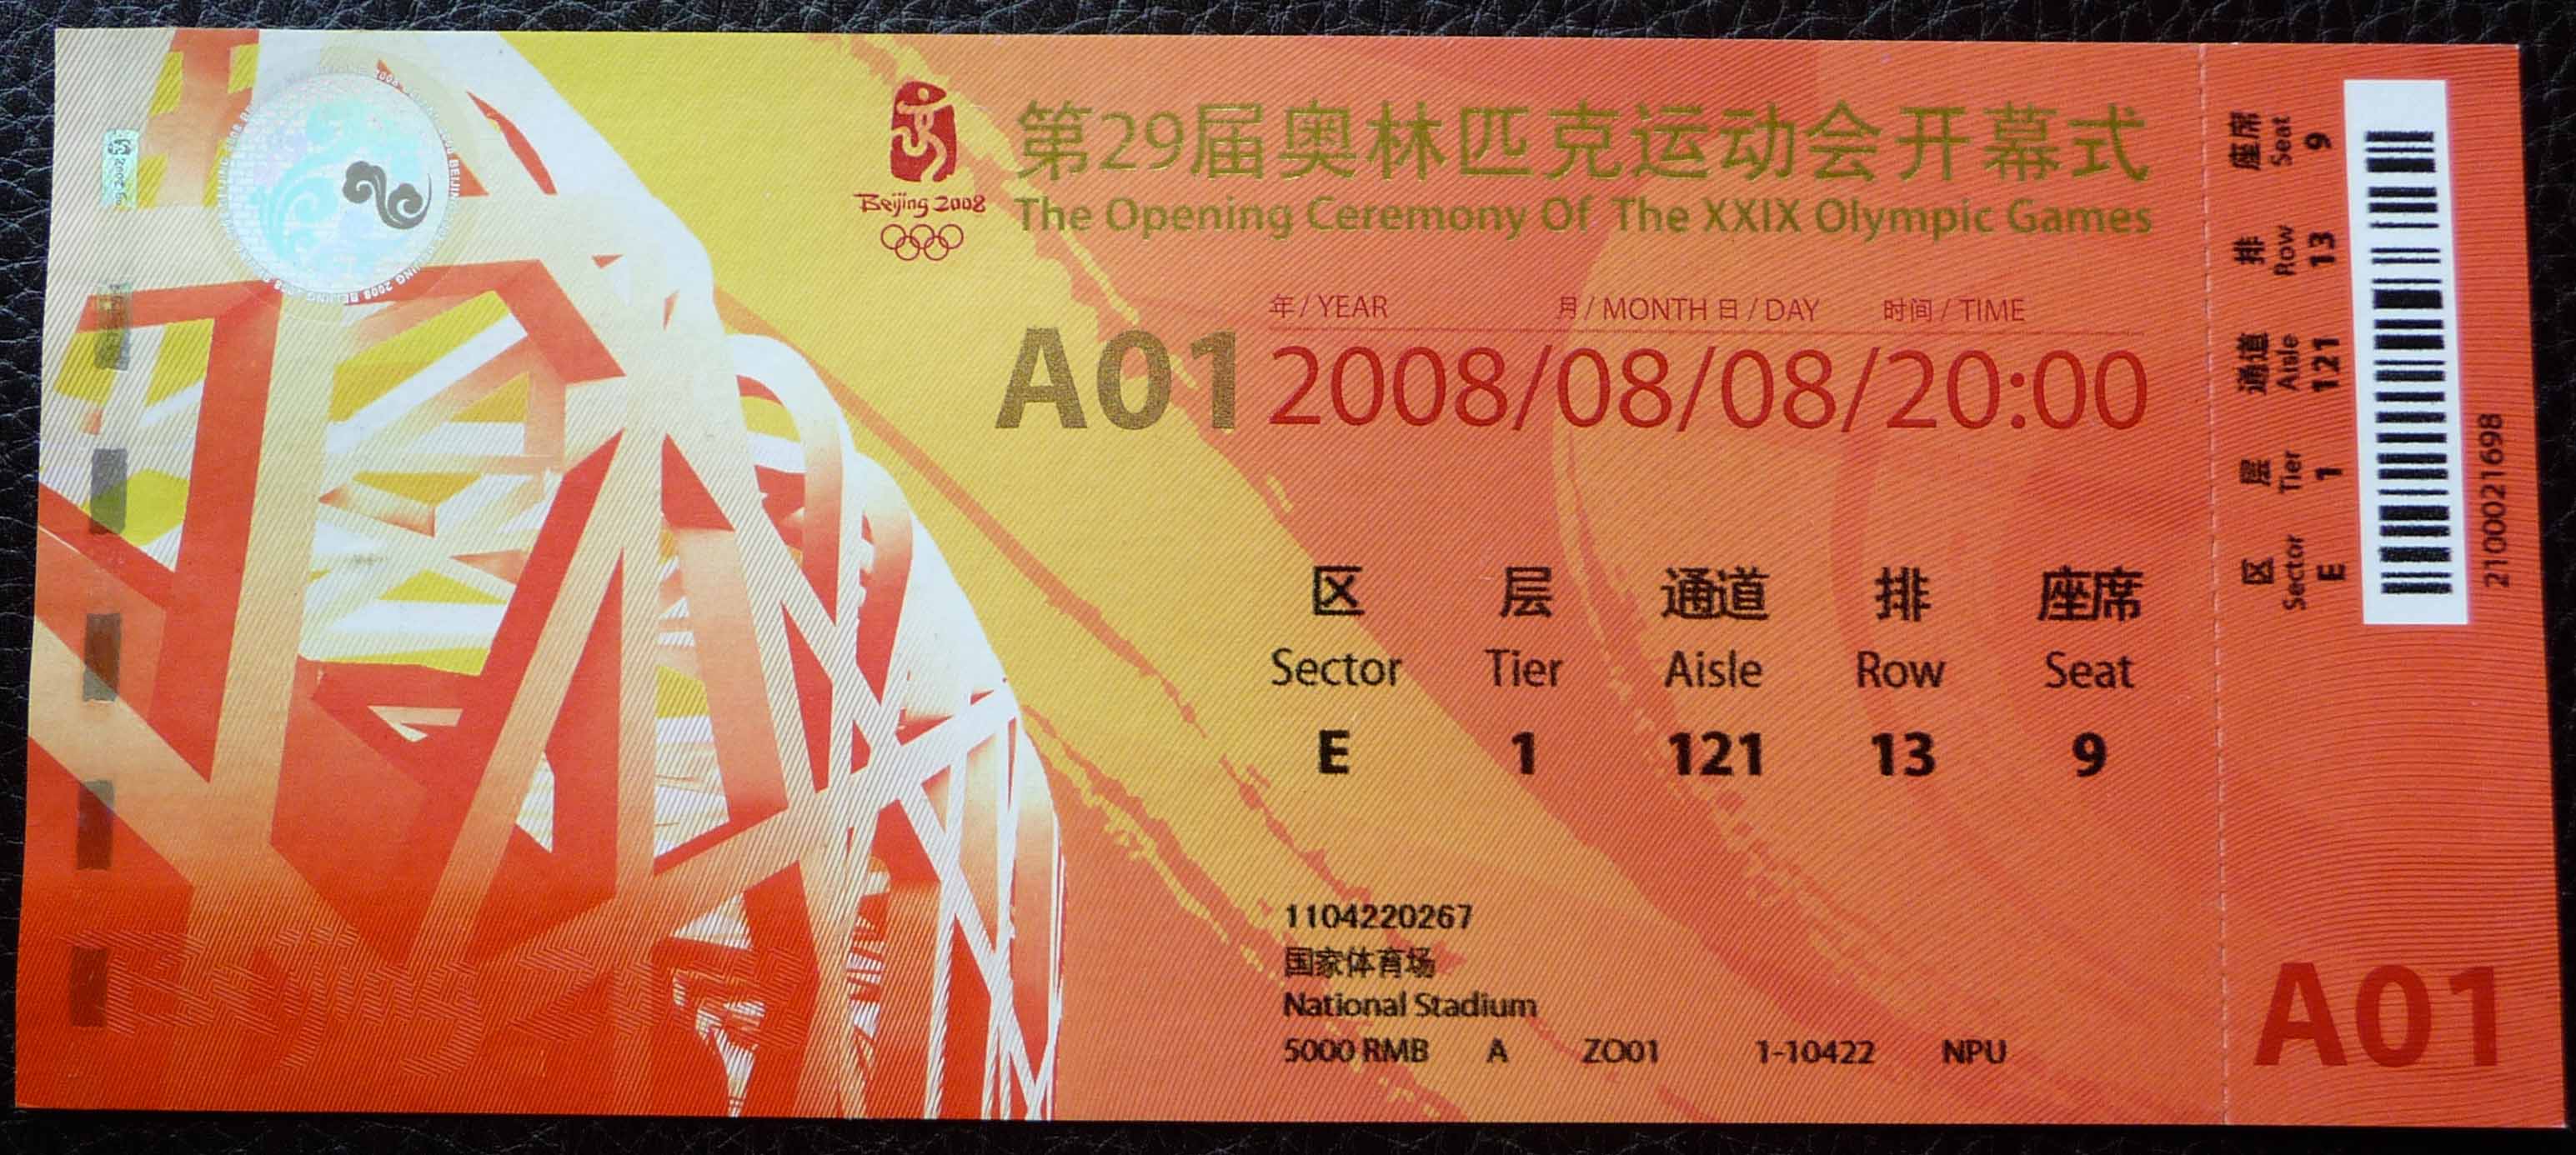 第29届奥林匹克运动会开幕式
The Opening Ceremony Of The XXIX Olympic Games
Beijing 2008
年 / YEAR 月 / MONTH 日 / DAY 时间 / TIME
A01 2008/08/08/20:00
区 层 通道 排 座席
Sector Tier Aisle Row Seat
E 1 121 13 9
1104220267
国家体育场
National Stadium
5000 RMB A ZO01 1-10422 NPU
区 层 通道 排 座席
Sector Tier Aisle Row Seat
E 1 121 13 9
2100021698
A01
Beijing 2008